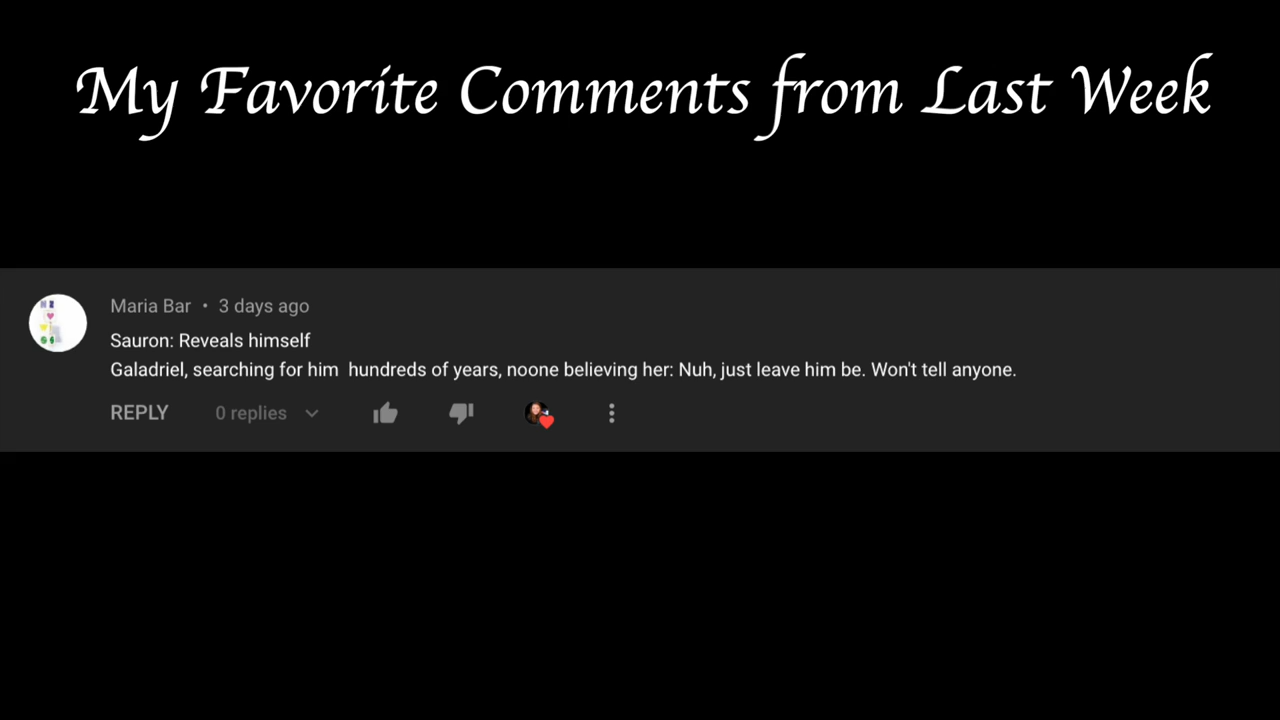 My Favorite Comments from Last Week
Maria Bar • 3 days ago
Sauron: Reveals himself
Galadriel, searching for him  hundreds of years, noone believing her: Nuh, just leave him be. Won't tell anyone.
REPLY 0 replies